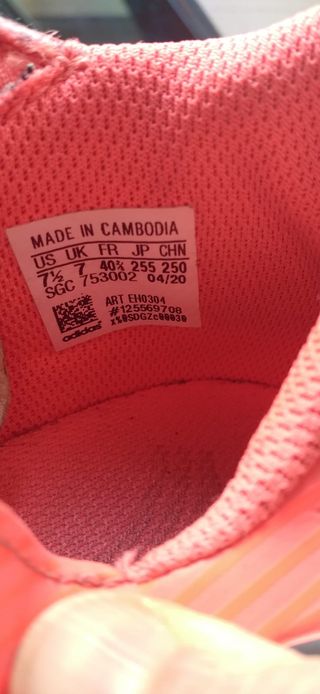 MADE IN CAMBODIA
US UK FR JP CHN
7½ 7 40⅔ 255 250
SGC 753002 04/20
ART EH0304
#125569708
x%0SDGZc00030
adidas